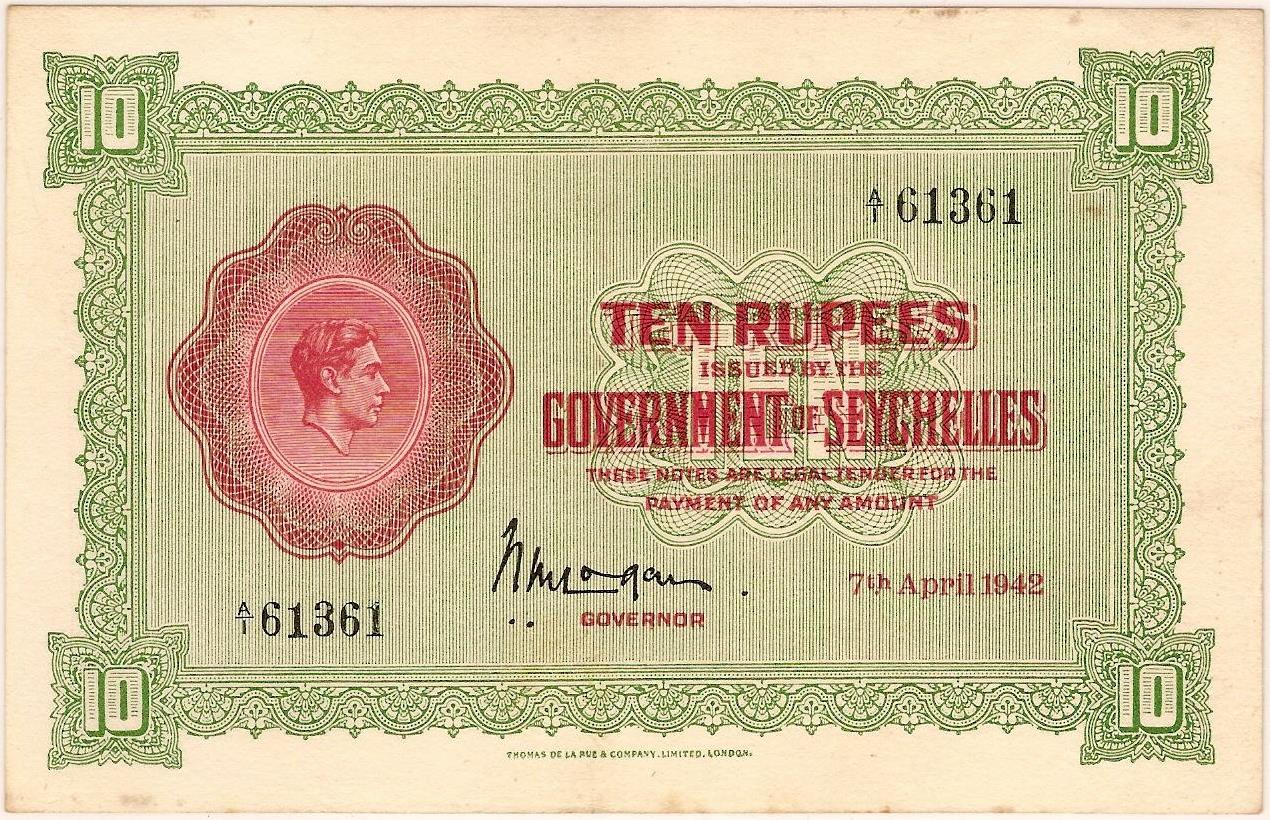 10 10
A/1 61361
TEN RUPEES
ISSUED BY THE
TEN
GOVERNMENT OF SEYCHELLES
THESE NOTES ARE LEGAL TENDER FOR THE
PAYMENT OF ANY AMOUNT
7th April 1942
A/1 61361
GOVERNOR
10 10
THOMAS DE LA RUE & COMPANY, LIMITED, LONDON.